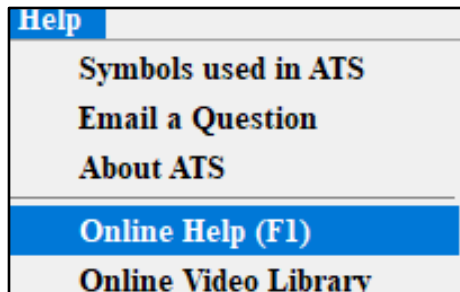 Help
Symbols used in ATS
Email a Question
About ATS
Online Help (F1)
Online Video Library